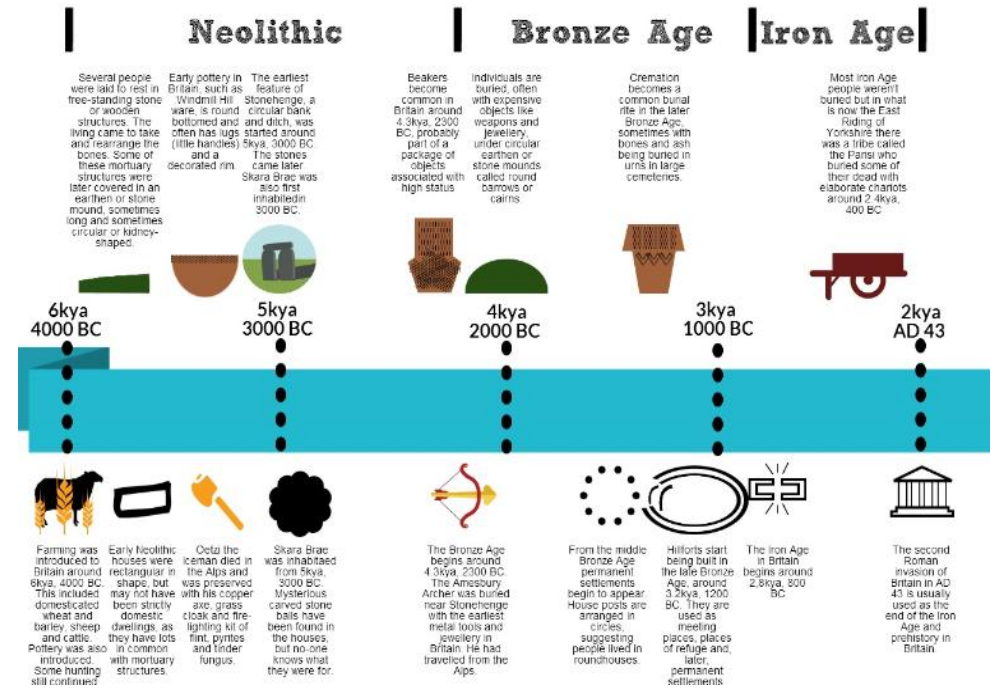 Neolithic
Bronze Age
Iron Age
Several people
were laid to rest in
free-standing stone
or wooden
structures. The
living came to take
and rearrange the
bones. Some of
these mortuary
structures were
later covered in an
earthen or stone
mound, sometimes
long and sometimes
circular or kidney-
shaped.
Early pottery in
Britain, such as
Windmill Hill
ware, is round
bottomed and
often has lugs
(little handles)
and a
decorated rim.
The earliest
feature of
Stonehenge, a
circular bank
and ditch, was
started around
5kya, 3000 BC.
The stones
came later
Skara Brae was
also first
inhabitedin
3000 BC.
Beakers
become
common in
Britain around
4.3kya, 2300
BC, probably
part of a
package of
objects
associated with
high status
Individuals are
buried, often
with expensive
objects like
weapons and
jewellery,
under circular
earthen or
stone mounds
called round
barrows or
cairns
Cremation
becomes a
common burial
rite in the later
Bronze Age,
sometimes with
bones and ash
being buried in
urns in large
cemeteries.
Most Iron Age
people weren't
buried but in what
is now the East
Riding of
Yorkshire there
was a tribe called
the Parisi who
buried some of
their dead with
elaborate chariots
around 2.4kya,
400 BC
6kya
4000 BC
5kya
3000 BC
4kya
2000 BC
3kya
1000 BC
2kya
AD 43
Farming was
introduced to
Britain around
6kya, 4000 BC.
This included
domesticated
wheat and
barley, sheep
and cattle.
Pottery was also
introduced.
Some hunting
still continued
Early Neolithic
houses were
rectangular in
shape, but
may not have
been strictly
domestic
dwellings, as
they have lots
in common
with mortuary
structures.
Oetzi the
iceman died in
the Alps and
was preserved
with his copper
axe, grass
cloak and fire-
lighting kit of
flint, pyrites
and tinder
fungus.
Skara Brae
was inhabitaed
from 5kya,
3000 BC.
Mysterious
carved stone
balls have
been found in
the houses,
but no-one
knows what
they were for.
The Bronze Age
begins around
4.3kya, 2300 BC
The Amesbury
Archer was buried
near Stonehenge
with the earliest
metal tools and
jewellery in
Britain. He had
travelled from the
Alps.
From the middle
Bronze Age
permanent
settlements
begin to appear.
House posts are
arranged in
circles,
suggesting
people lived in
roundhouses.
Hillforts start
being built in
the late Bronze
Age, around
3.2kya, 1200
BC. They are
used as
meeting
places, places
of refuge and,
later,
permanent
settlements
The Iron Age
in Britain
begins around
2.8kya, 800
BC
The second
Roman
invasion of
Britain in AD
43 is usually
used as the
end of the Iron
Age and
prehistory in
Britain